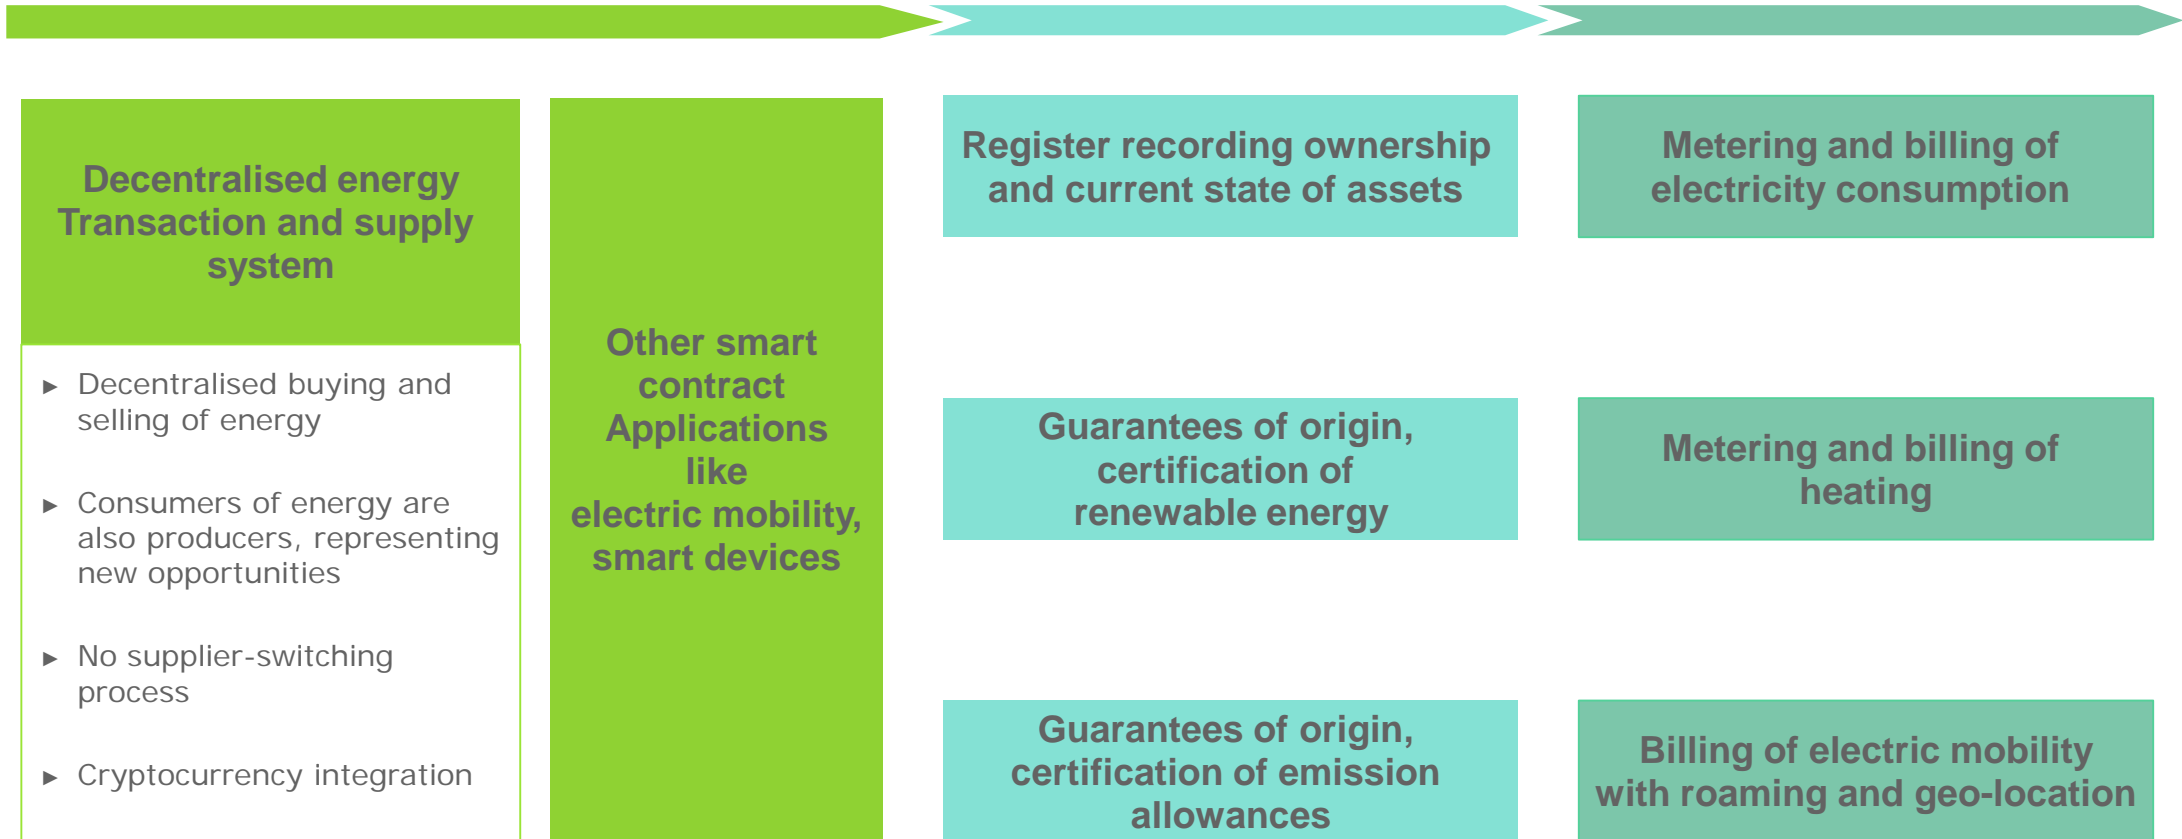 Decentralised energy
Transaction and supply
system
► Decentralised buying and
selling of energy
► Consumers of energy are
also producers, representing
new opportunities
► No supplier-switching
process
► Cryptocurrency integration
Other smart
contract
Applications
like
electric mobility,
smart devices
Register recording ownership
and current state of assets
Guarantees of origin,
certification of
renewable energy
Guarantees of origin,
certification of emission
allowances
Metering and billing of
electricity consumption
Metering and billing of
heating
Billing of electric mobility
with roaming and geo-location